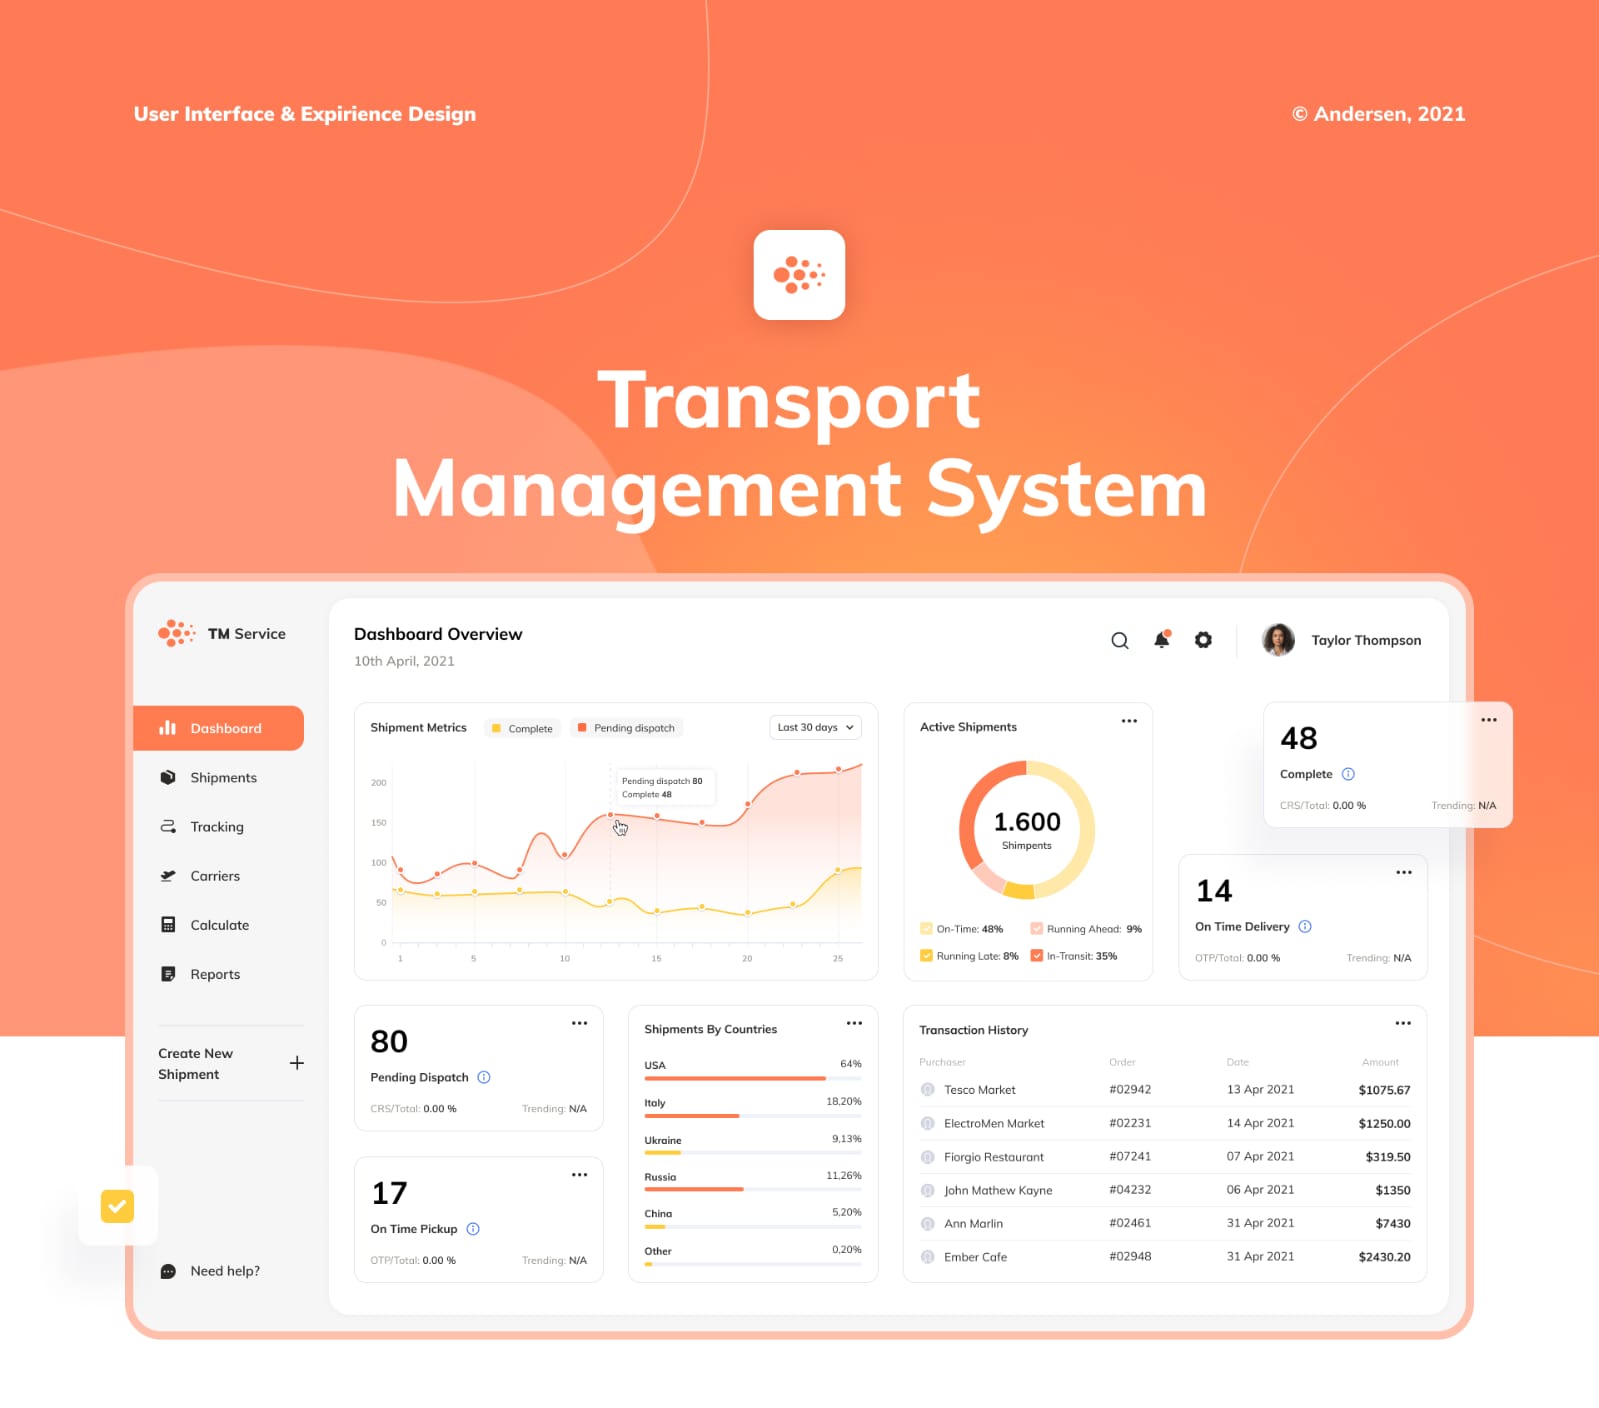 User Interface & Expirience Design
© Andersen, 2021
Transport
Management System
TM Service
Dashboard
Shipments
Tracking
Carriers
Calculate
Reports
Create New
Shipment
Need help?
Dashboard Overview
10th April, 2021
Taylor Thompson
Shipment Metrics
Complete
Pending dispatch
Last 30 days
200
150
100
50
0
1
5
10
15
20
25
Pending dispatch 80
Complete 48
Active Shipments
1.600
Shimpents
On-Time: 48%
Running Ahead: 9%
Running Late: 8%
In-Transit: 35%
48
Complete
CRS/Total: 0.00 %
Trending: N/A
14
On Time Delivery
OTP/Total: 0.00 %
Trending: N/A
80
Pending Dispatch
CRS/Total: 0.00 %
Trending: N/A
17
On Time Pickup
OTP/Total: 0.00 %
Trending: N/A
Shipments By Countries
USA 64%
Italy 18,20%
Ukraine 9,13%
Russia 11,26%
China 5,20%
Other 0,20%
Transaction History
Purchaser Order Date Amount
Tesco Market #02942 13 Apr 2021 $1075.67
ElectroMen Market #02231 14 Apr 2021 $1250.00
Fiorgio Restaurant #07241 07 Apr 2021 $319.50
John Mathew Kayne #04232 06 Apr 2021 $1350
Ann Marlin #02461 31 Apr 2021 $7430
Ember Cafe #02948 31 Apr 2021 $2430.20